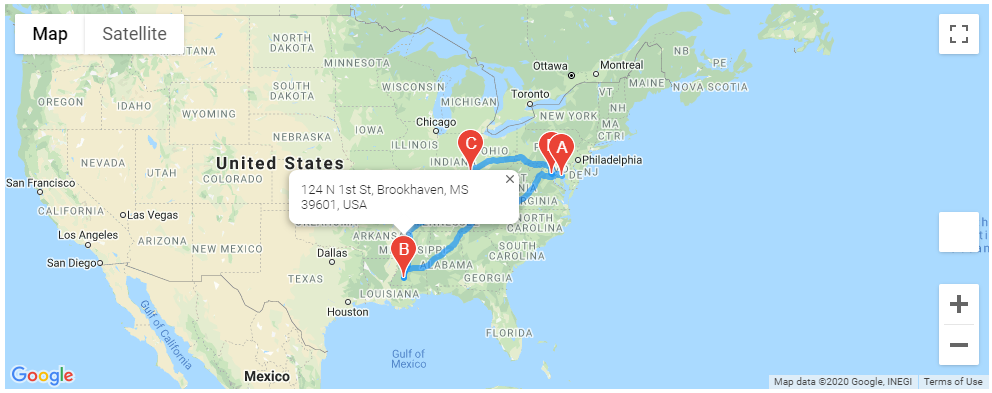 Map Satellite
NORTH
DAKOTA
MINNESOTA
Ottawa
Montreal
NB
PE
NOVA SCOTIA
MAINE
OREGON
IDAHO
WYOMING
SOUTH
DAKOTA
WISCONSIN
MICHIGAN
Toronto
VT
NH
NEW YORK
MA
CT RI
Chicago
NEBRASKA
IOWA
ILLINOIS
C
OHIO
A
Philadelphia
DE
NJ
NEVADA
UTAH
United States
San Francisco
COLORADO
CALIFORNIA
Las Vegas
124 N 1st St, Brookhaven, MS
39601, USA
NORTH
CAROLINA
Los Angeles
ARIZONA
NEW MEXICO
San Diego
Dallas
B
ALABAMA
SOUTH
CAROLINA
TEXAS
GEORGIA
LOUISIANA
Houston
FLORIDA
Gulf of
California
Gulf of
Mexico
Mexico
Google
Map data ©2020 Google, INEGI Terms of Use